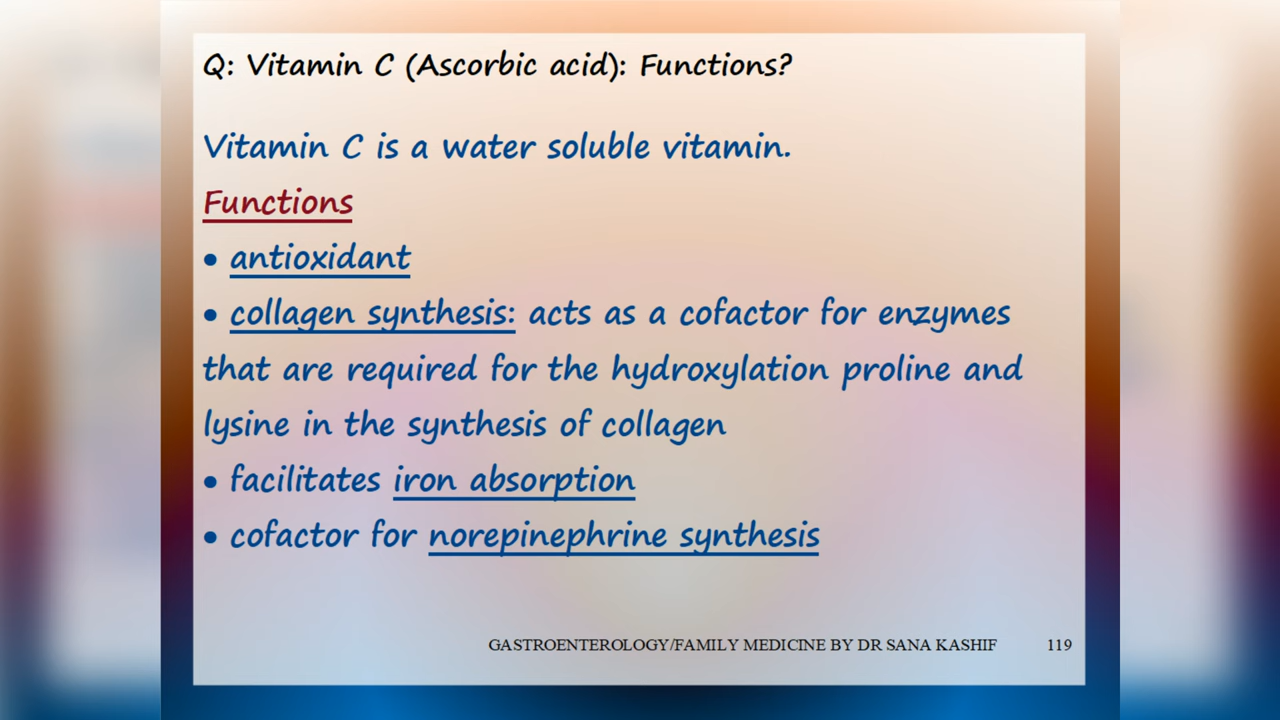 Q: Vitamin C (Ascorbic acid): Functions?
Vitamin C is a water soluble vitamin.
Functions
• antioxidant
• collagen synthesis: acts as a cofactor for enzymes
that are required for the hydroxylation proline and
lysine in the synthesis of collagen
• facilitates iron absorption
• cofactor for norepinephrine synthesis
GASTROENTEROLOGY/FAMILY MEDICINE BY DR SANA KASHIF 119